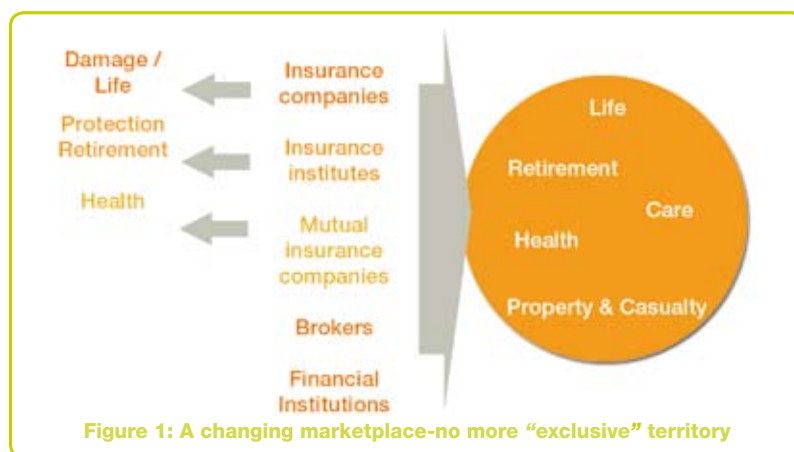 Damage /
Life
Protection
Retirement
Health
Insurance
companies
Insurance
institutes
Mutual
insurance
companies
Brokers
Financial
Institutions
Life
Retirement
Care
Health
Property & Casualty
Figure 1: A changing marketplace-no more “exclusive” territory